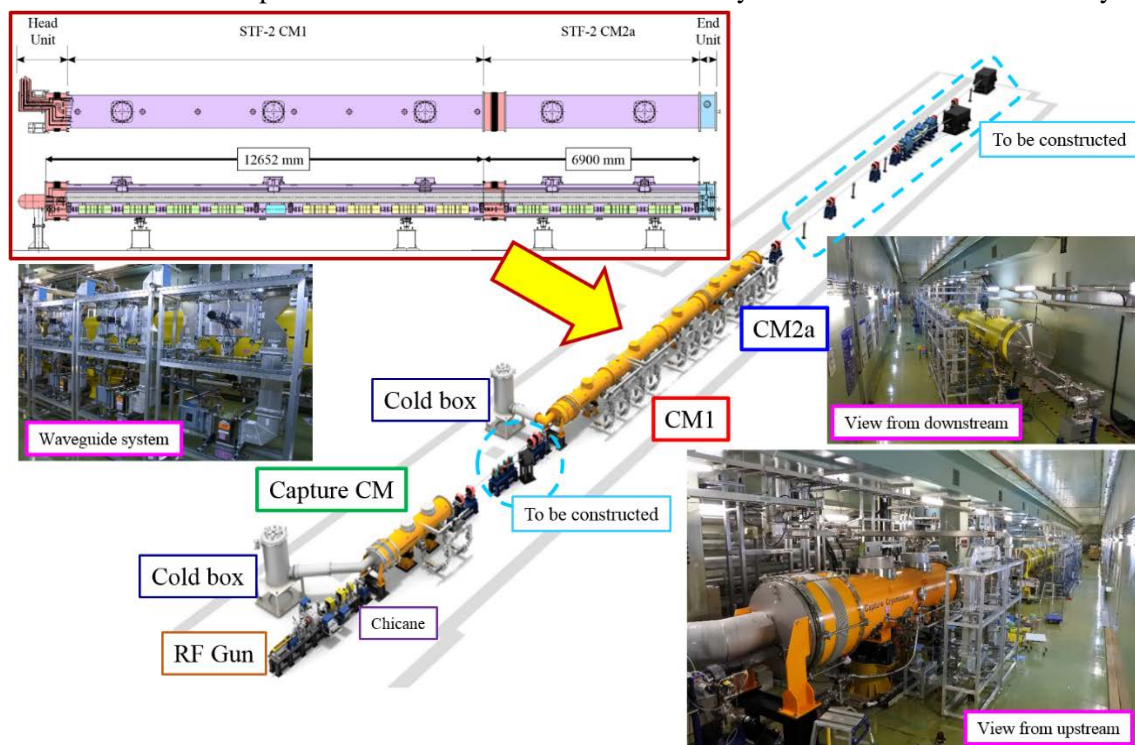 Head
Unit
STF-2 CM1
STF-2 CM2a
End
Unit
12652 mm
6900 mm
To be constructed
Waveguide system
Cold box
CM2a
CM1
View from downstream
Capture CM
To be constructed
Cold box
Chicane
RF Gun
Capture Cryomodule
View from upstream